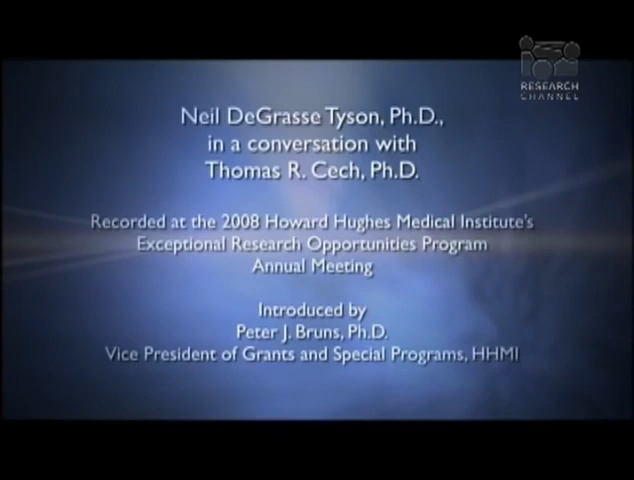 RESEARCH
CHANNEL
Neil DeGrasse Tyson, Ph.D.,
in a conversation with
Thomas R. Cech, Ph.D.
Recorded at the 2008 Howard Hughes Medical Institute's
Exceptional Research Opportunities Program
Annual Meeting
Introduced by
Peter J. Bruns, Ph.D.
Vice President of Grants and Special Programs, HHMI